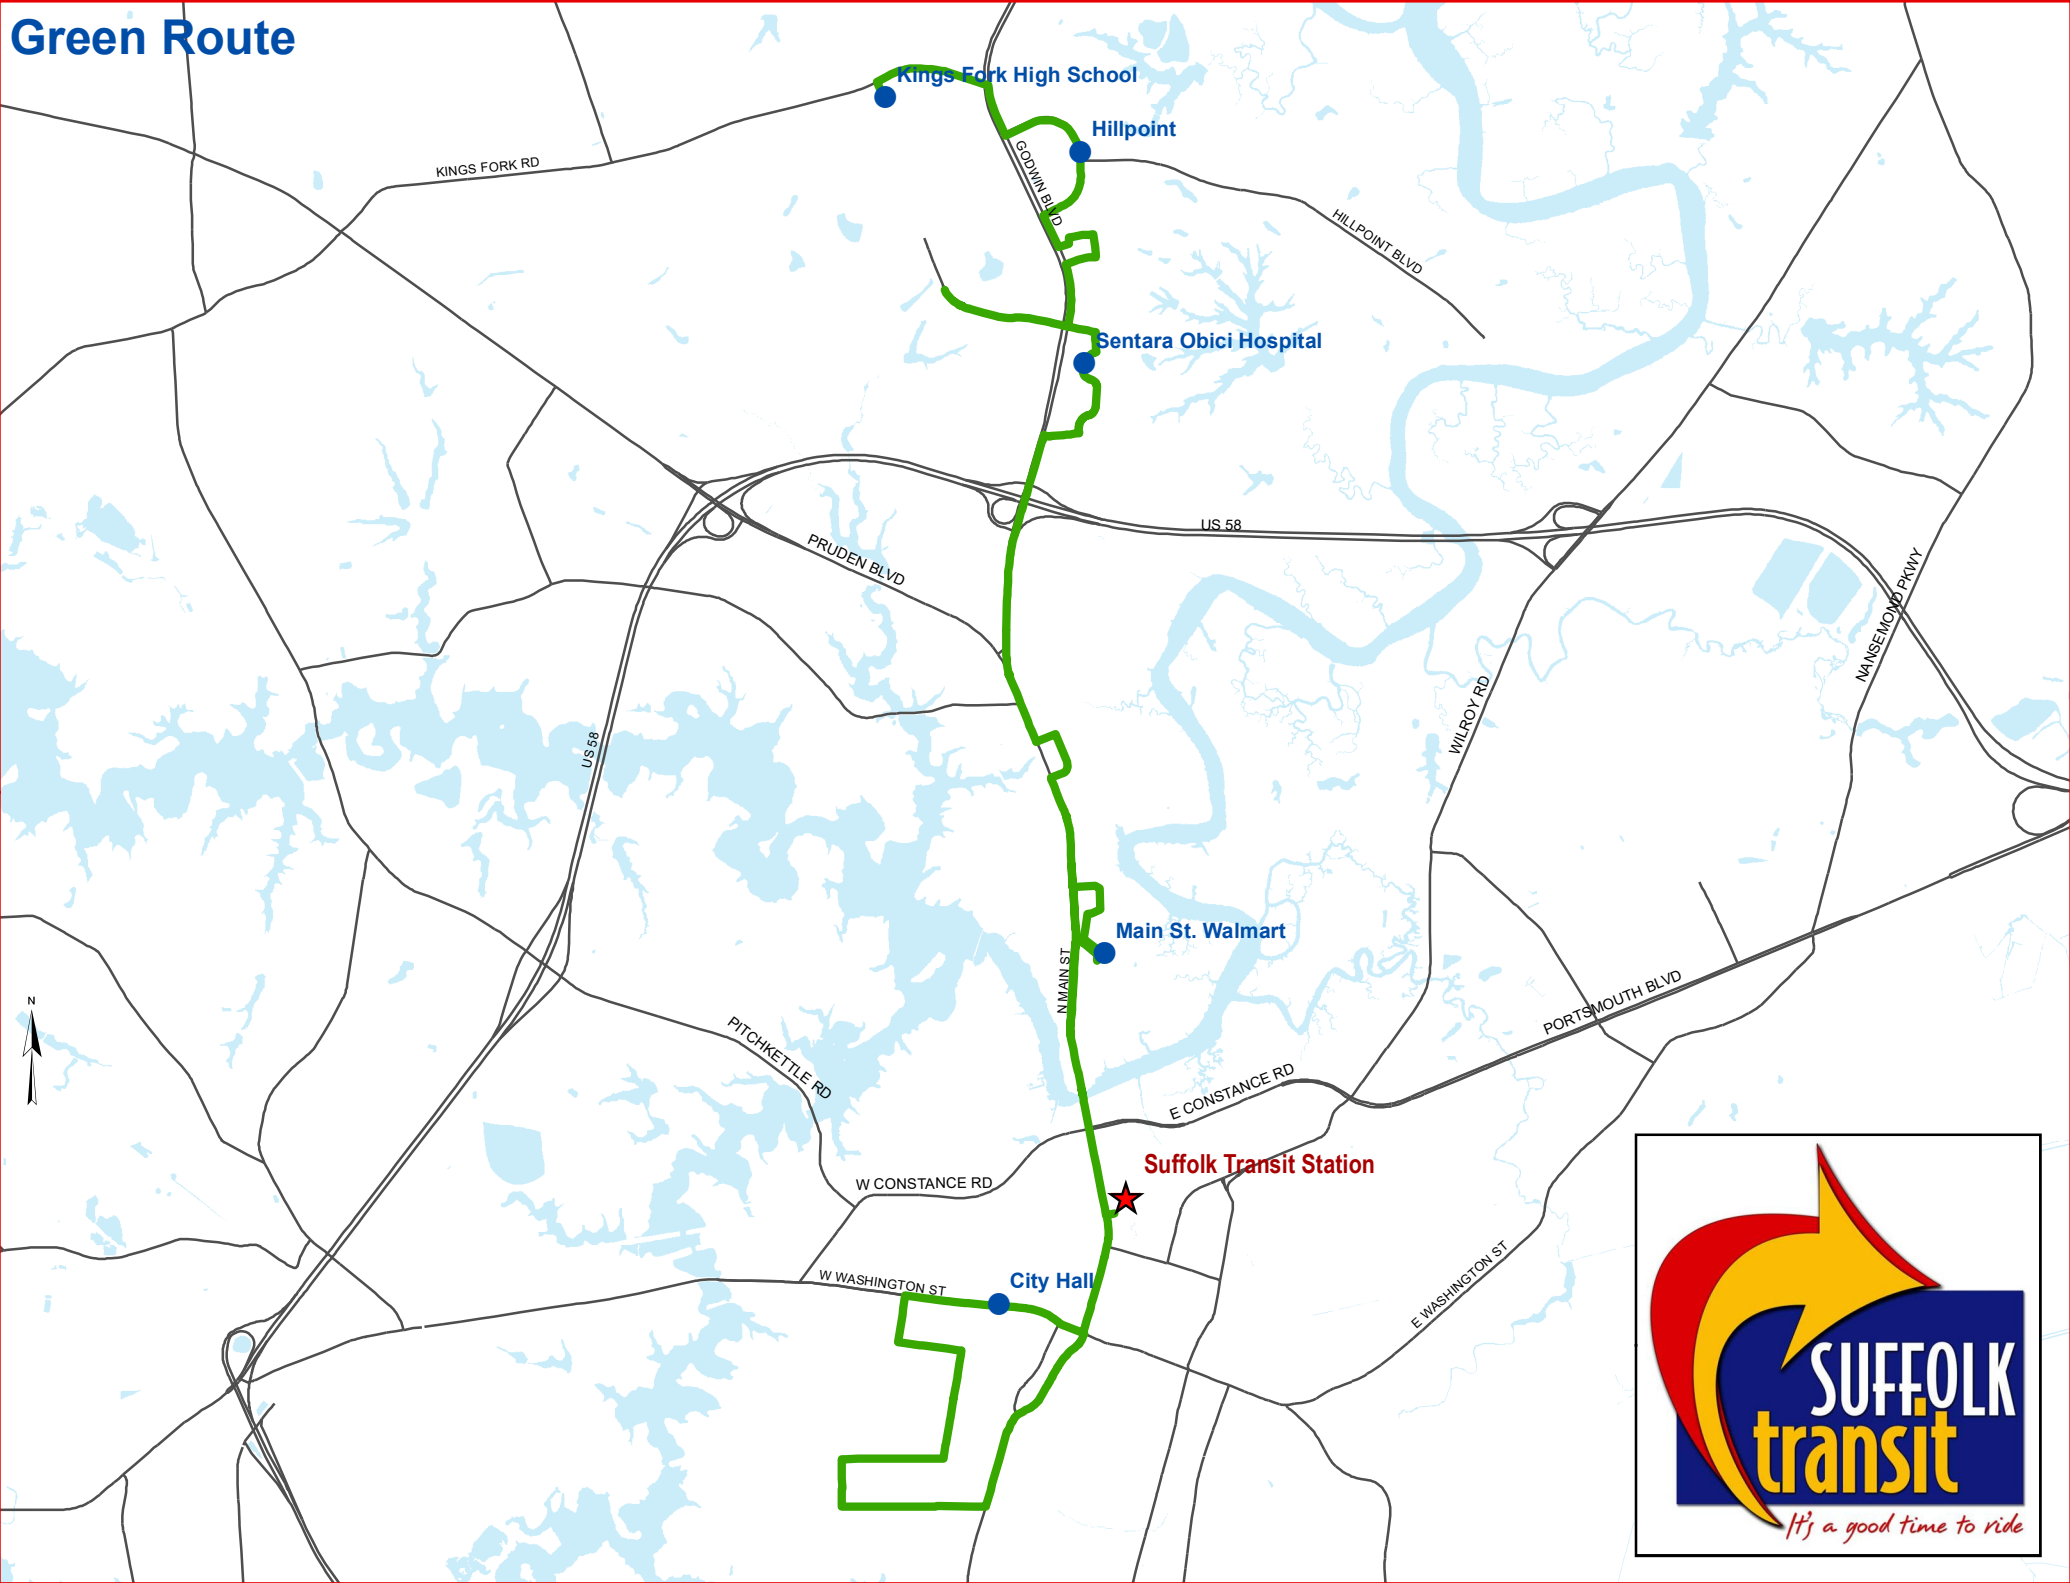 Green Route
Kings Fork High School
Hillpoint
GODWIN BLVD
KINGS FORK RD
HILLPOINT BLVD
Sentara Obici Hospital
US 58
PRUDEN BLVD
NANSEMOND PKWY
WILROY RD
US 58
Main St. Walmart
N MAIN ST
N
PORTSMOUTH BLVD
PITCHKETTLE RD
E CONSTANCE RD
Suffolk Transit Station
W CONSTANCE RD
City Hall
W WASHINGTON ST
E WASHINGTON ST
SUFFOLK
transit
It's a good time to ride